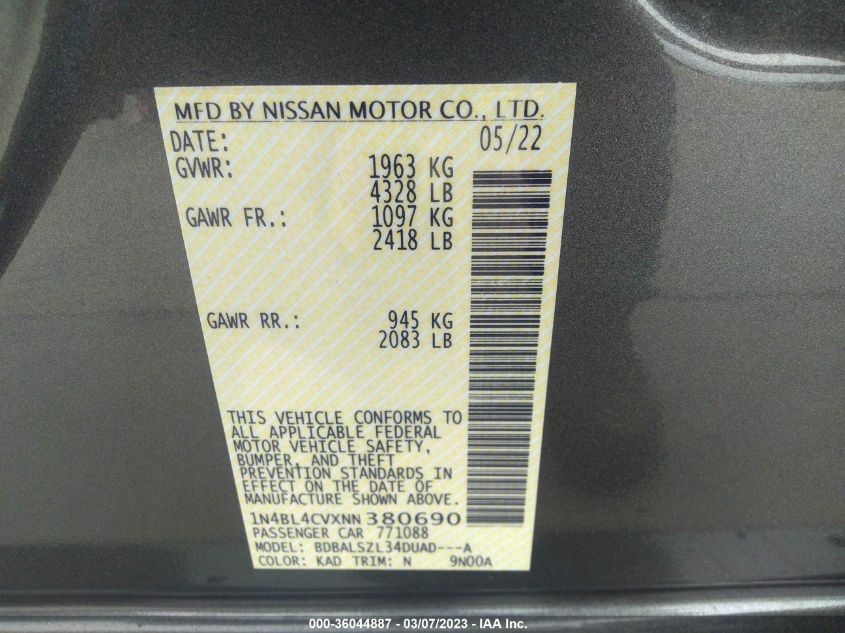 MFD BY NISSAN MOTOR CO., LTD.
DATE: 05/22
GVWR: 1963 KG
4328 LB
GAWR FR.: 1097 KG
2418 LB
GAWR RR.: 945 KG
2083 LB
THIS VEHICLE CONFORMS TO
ALL APPLICABLE FEDERAL
MOTOR VEHICLE SAFETY,
BUMPER, AND THEFT
PREVENTION STANDARDS IN
EFFECT ON THE DATE OF
MANUFACTURE SHOWN ABOVE.
1N4BL4CVXNN380690
PASSENGER CAR 771088
MODEL: BDBALSZL34DUAD---A
COLOR: KAD TRIM: N 9N00A
000-36044887 - 03/07/2023 - IAA Inc.